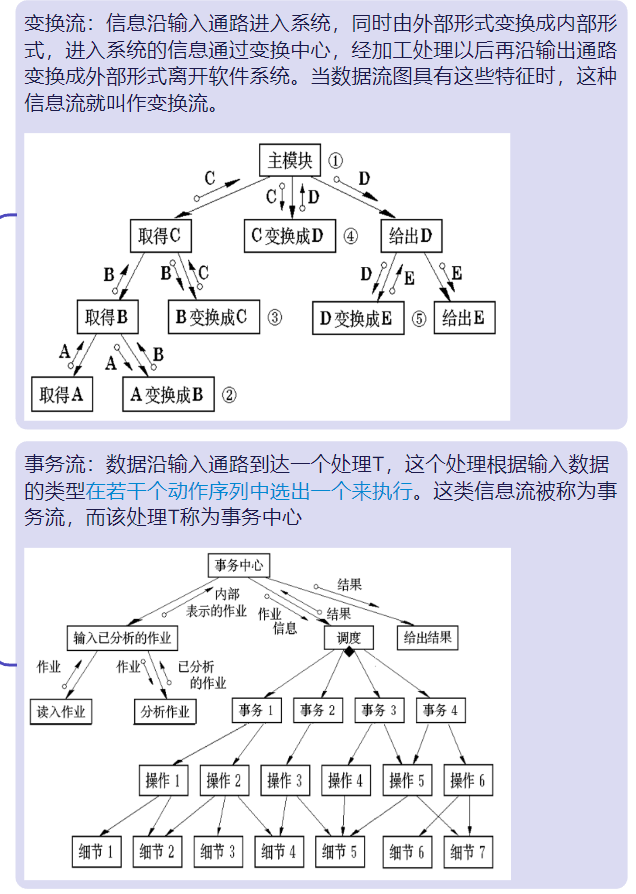 变换流：信息沿输入通路进入系统，同时由外部形式变换成内部形
式，进入系统的信息通过变换中心，经加工处理以后再沿输出通路
变换成外部形式离开软件系统。当数据流图具有这些特征时，这种
信息流就叫作变换流。
主模块 ①
C C D D
取得C C变换成D ④ 给出D
B B C D E E
取得B B变换成C ③ D变换成E ⑤ 给出E
A A B
取得A A变换成B ②
事务流：数据沿输入通路到达一个处理T，这个处理根据输入数据
的类型在若干个动作序列中选出一个来执行。这类信息流被称为事
务流，而该处理T称为事务中心
事务中心
内部
表示的作业
作业
信息
结果
结果
输入已分析的作业 调度 给出结果
作业 作业 已分析
的作业
读入作业 分析作业 事务1 事务2 事务3 事务4
操作1 操作2 操作3 操作4 操作5 操作6
细节1 细节2 细节3 细节4 细节5 细节6 细节7